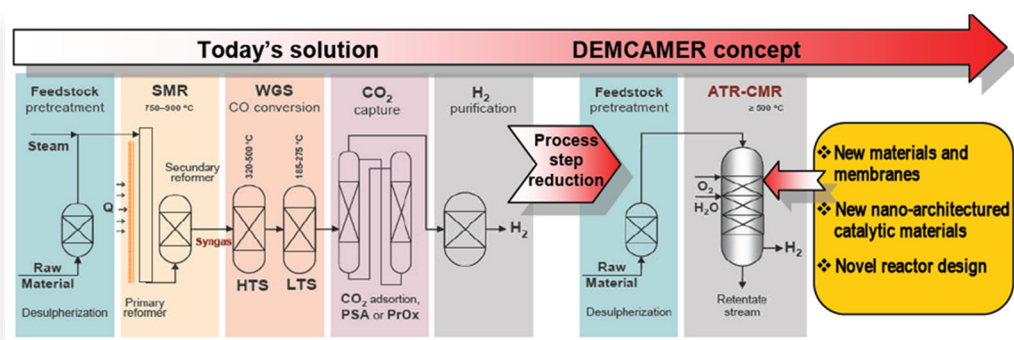 Today's solution
DEMCAMER concept
Feedstock
pretreatment
Steam
Raw
Material
Desulpherization
SMR
750–900 °C
Secundary
reformer
Q
Syngas
Primary
reformer
WGS
CO conversion
320-500 °C
185-275 °C
HTS
LTS
CO2
capture
CO2 adsortion,
PSA or PrOx
H2
purification
H2
Process
step
reduction
Feedstock
pretreatment
Raw
Material
Desulpherization
ATR-CMR
≥ 500 °C
O2
H2O
H2
Retentate
stream
❖ New materials and
membranes
❖ New nano-architectured
catalytic materials
❖ Novel reactor design